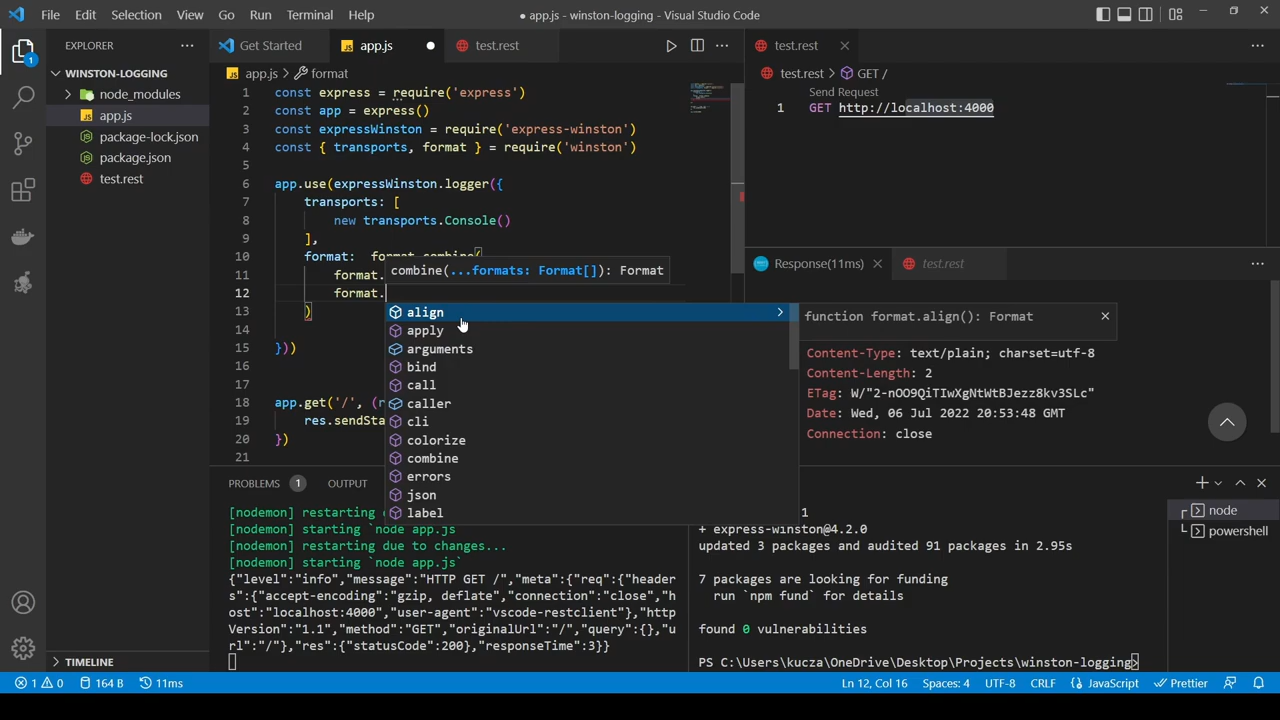 File Edit Selection View Go Run Terminal Help
● app.js - winston-logging - Visual Studio Code
EXPLORER
WINSTON-LOGGING
node_modules
app.js
package-lock.json
package.json
test.rest
TIMELINE
Get Started
app.js
test.rest
app.js > format
1 const express = require('express')
2 const app = express()
3 const expressWinston = require('express-winston')
4 const { transports, format } = require('winston')
5
6 app.use(expressWinston.logger({
7 transports: [
8 new transports.Console()
9 ],
10 format: format.combine(
11 format.
12 format.
13 )
14
15 }))
16
17
18 app.get('/', (r
19 res.sendSta
20 })
21
combine(...formats: Format[]): Format
align
apply
arguments
bind
call
caller
cli
colorize
combine
errors
json
label
function format.align(): Format
test.rest
test.rest > GET /
Send Request
1 GET http://localhost:4000
Response(11ms)
test.rest
Content-Type: text/plain; charset=utf-8
Content-Length: 2
ETag: W/"2-nOO9QiTIwXgNtWtBJezz8kv3SLc"
Date: Wed, 06 Jul 2022 20:53:48 GMT
Connection: close
PROBLEMS 1 OUTPUT
[nodemon] restarting
[nodemon] starting `node app.js
[nodemon] restarting due to changes...
[nodemon] starting `node app.js`
{"level":"info","message":"HTTP GET /","meta":{"req":{"header
s":{"accept-encoding":"gzip, deflate","connection":"close","h
ost":"localhost:4000","user-agent":"vscode-restclient"},"http
Version":"1.1","method":"GET","originalUrl":"/","query":{},"u
rl":"/"},"res":{"statusCode":200},"responseTime":3}}
1
+ express-winston@4.2.0
updated 3 packages and audited 91 packages in 2.95s
7 packages are looking for funding
run `npm fund` for details
found 0 vulnerabilities
PS C:\Users\kucza\OneDrive\Desktop\Projects\winston-logging>
node
powershell
1 0 164 B 11ms
Ln 12, Col 16 Spaces: 4 UTF-8 CRLF JavaScript Prettier